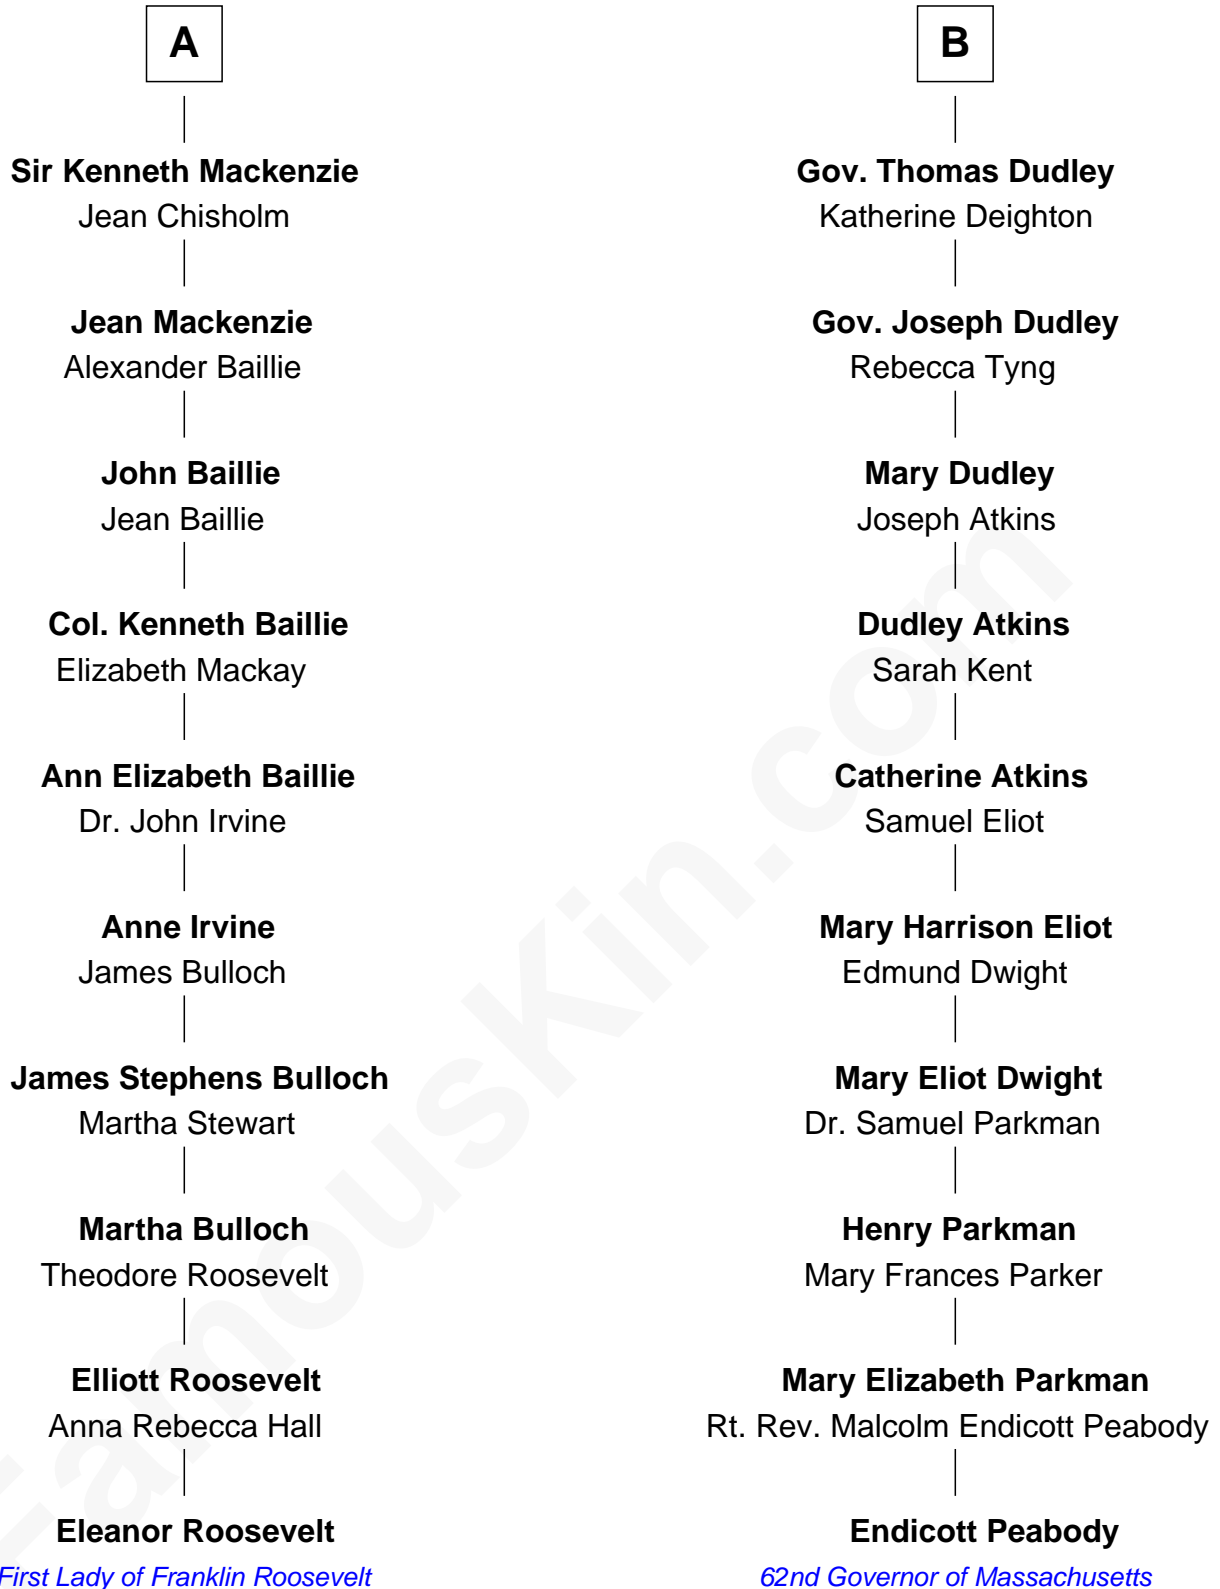 A
Sir Kenneth Mackenzie
Jean Chisholm
Jean Mackenzie
Alexander Baillie
John Baillie
Jean Baillie
Col. Kenneth Baillie
Elizabeth Mackay
Ann Elizabeth Baillie
Dr. John Irvine
Anne Irvine
James Bulloch
James Stephens Bulloch
Martha Stewart
Martha Bulloch
Theodore Roosevelt
Elliott Roosevelt
Anna Rebecca Hall
Eleanor Roosevelt
First Lady of Franklin Roosevelt
B
Gov. Thomas Dudley
Katherine Deighton
Gov. Joseph Dudley
Rebecca Tyng
Mary Dudley
Joseph Atkins
Dudley Atkins
Sarah Kent
Catherine Atkins
Samuel Eliot
Mary Harrison Eliot
Edmund Dwight
Mary Eliot Dwight
Dr. Samuel Parkman
Henry Parkman
Mary Frances Parker
Mary Elizabeth Parkman
Rt. Rev. Malcolm Endicott Peabody
Endicott Peabody
62nd Governor of Massachusetts
FamousKin.com